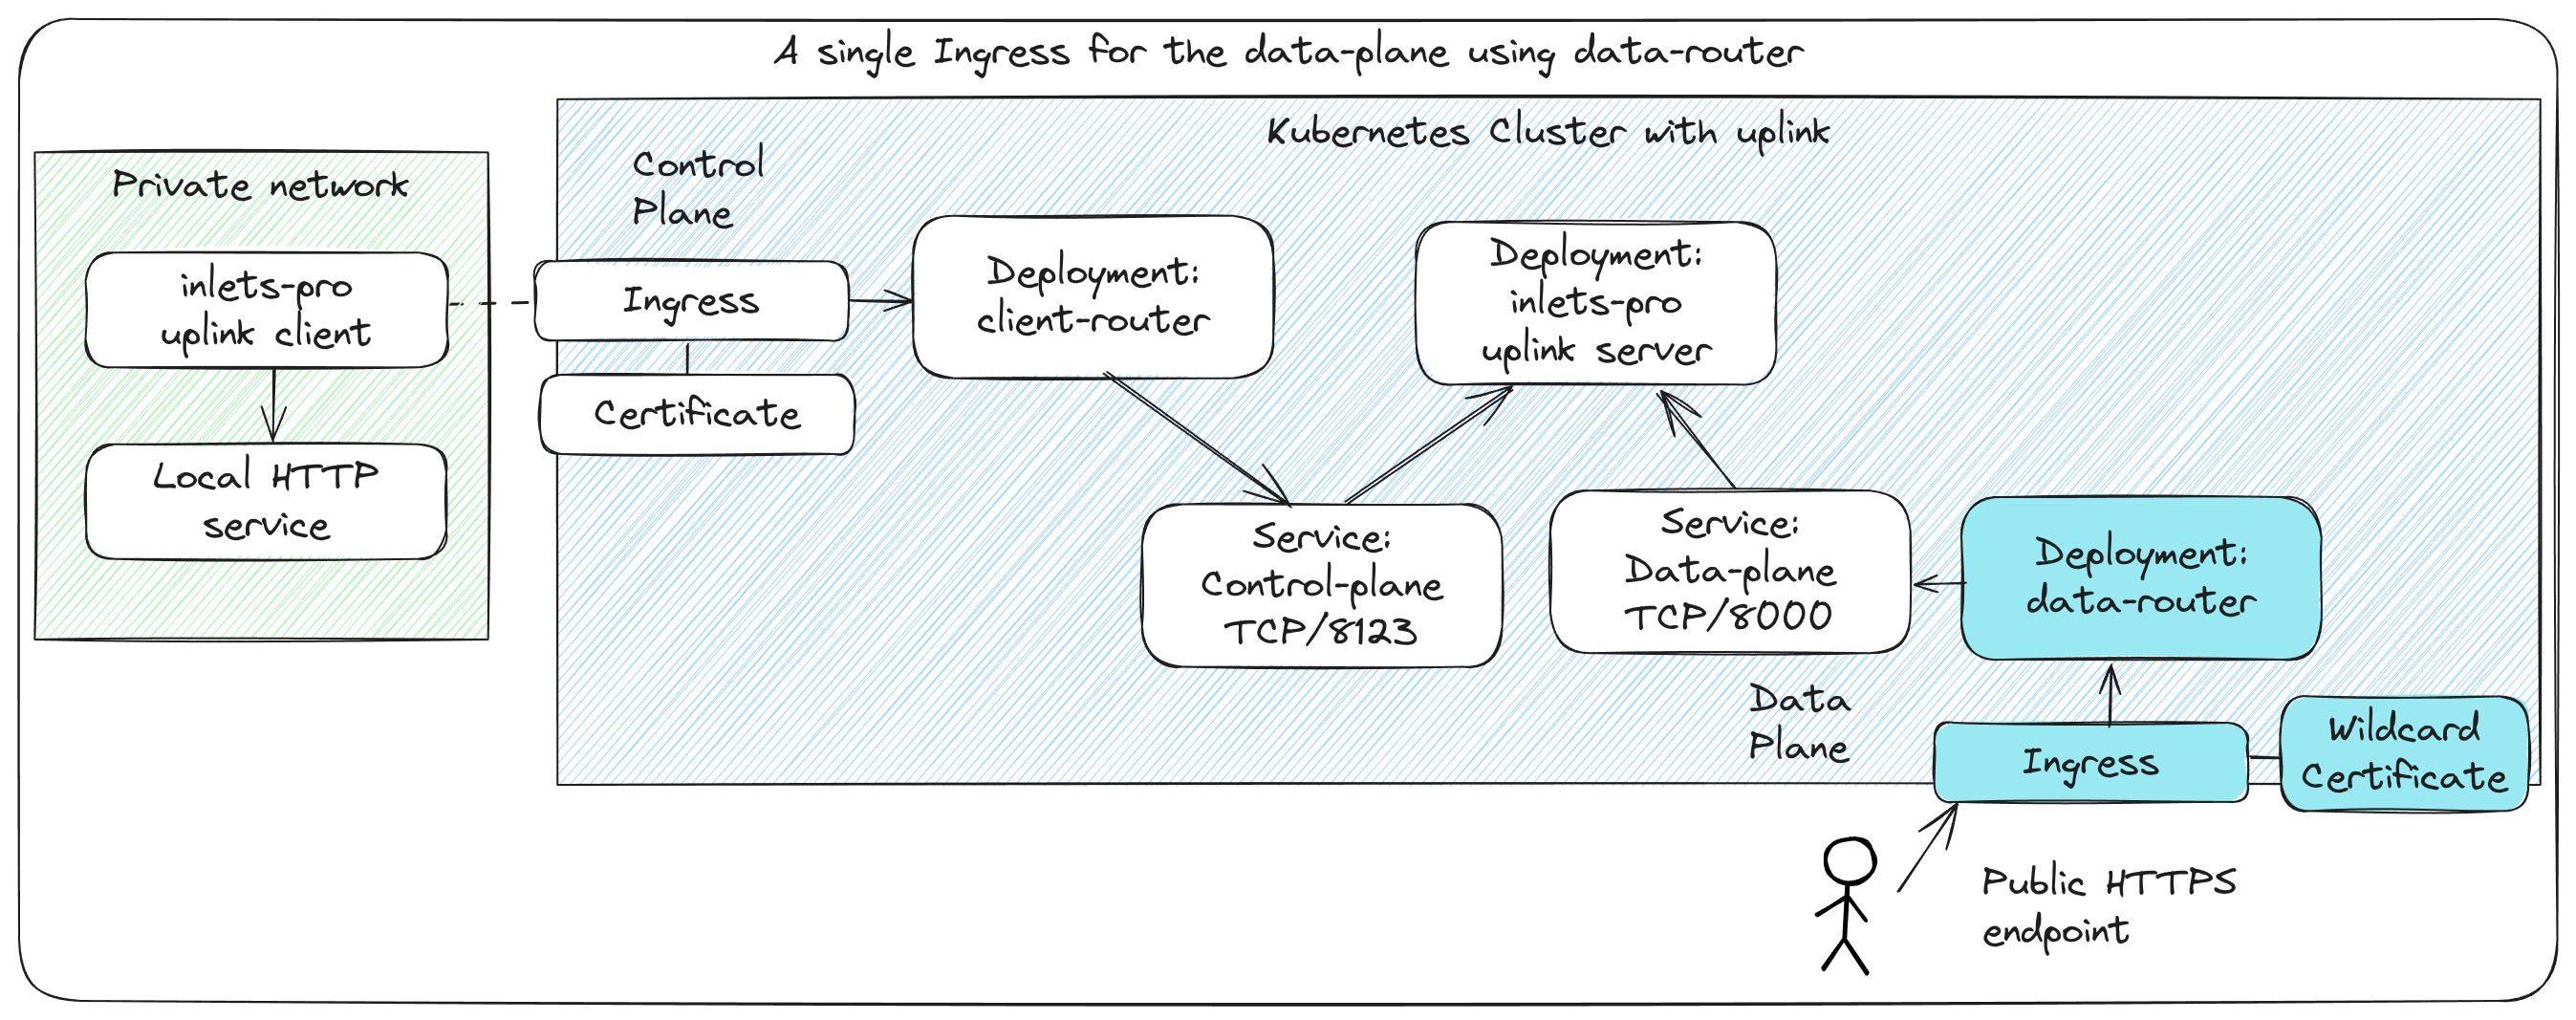 A single Ingress for the data-plane using data-router
Kubernetes Cluster with uplink
Private network
inlets-pro
uplink client
Local HTTP
service
Control
Plane
Ingress
Certificate
Deployment:
client-router
Deployment:
inlets-pro
uplink server
Service:
Control-plane
TCP/8123
Service:
Data-plane
TCP/8000
Deployment:
data-router
Data
Plane
Ingress
Wildcard
Certificate
Public HTTPS
endpoint